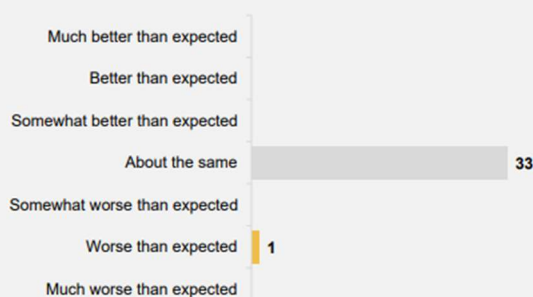 Much better than expected
Better than expected
Somewhat better than expected
About the same 33
Somewhat worse than expected
Worse than expected 1
Much worse than expected